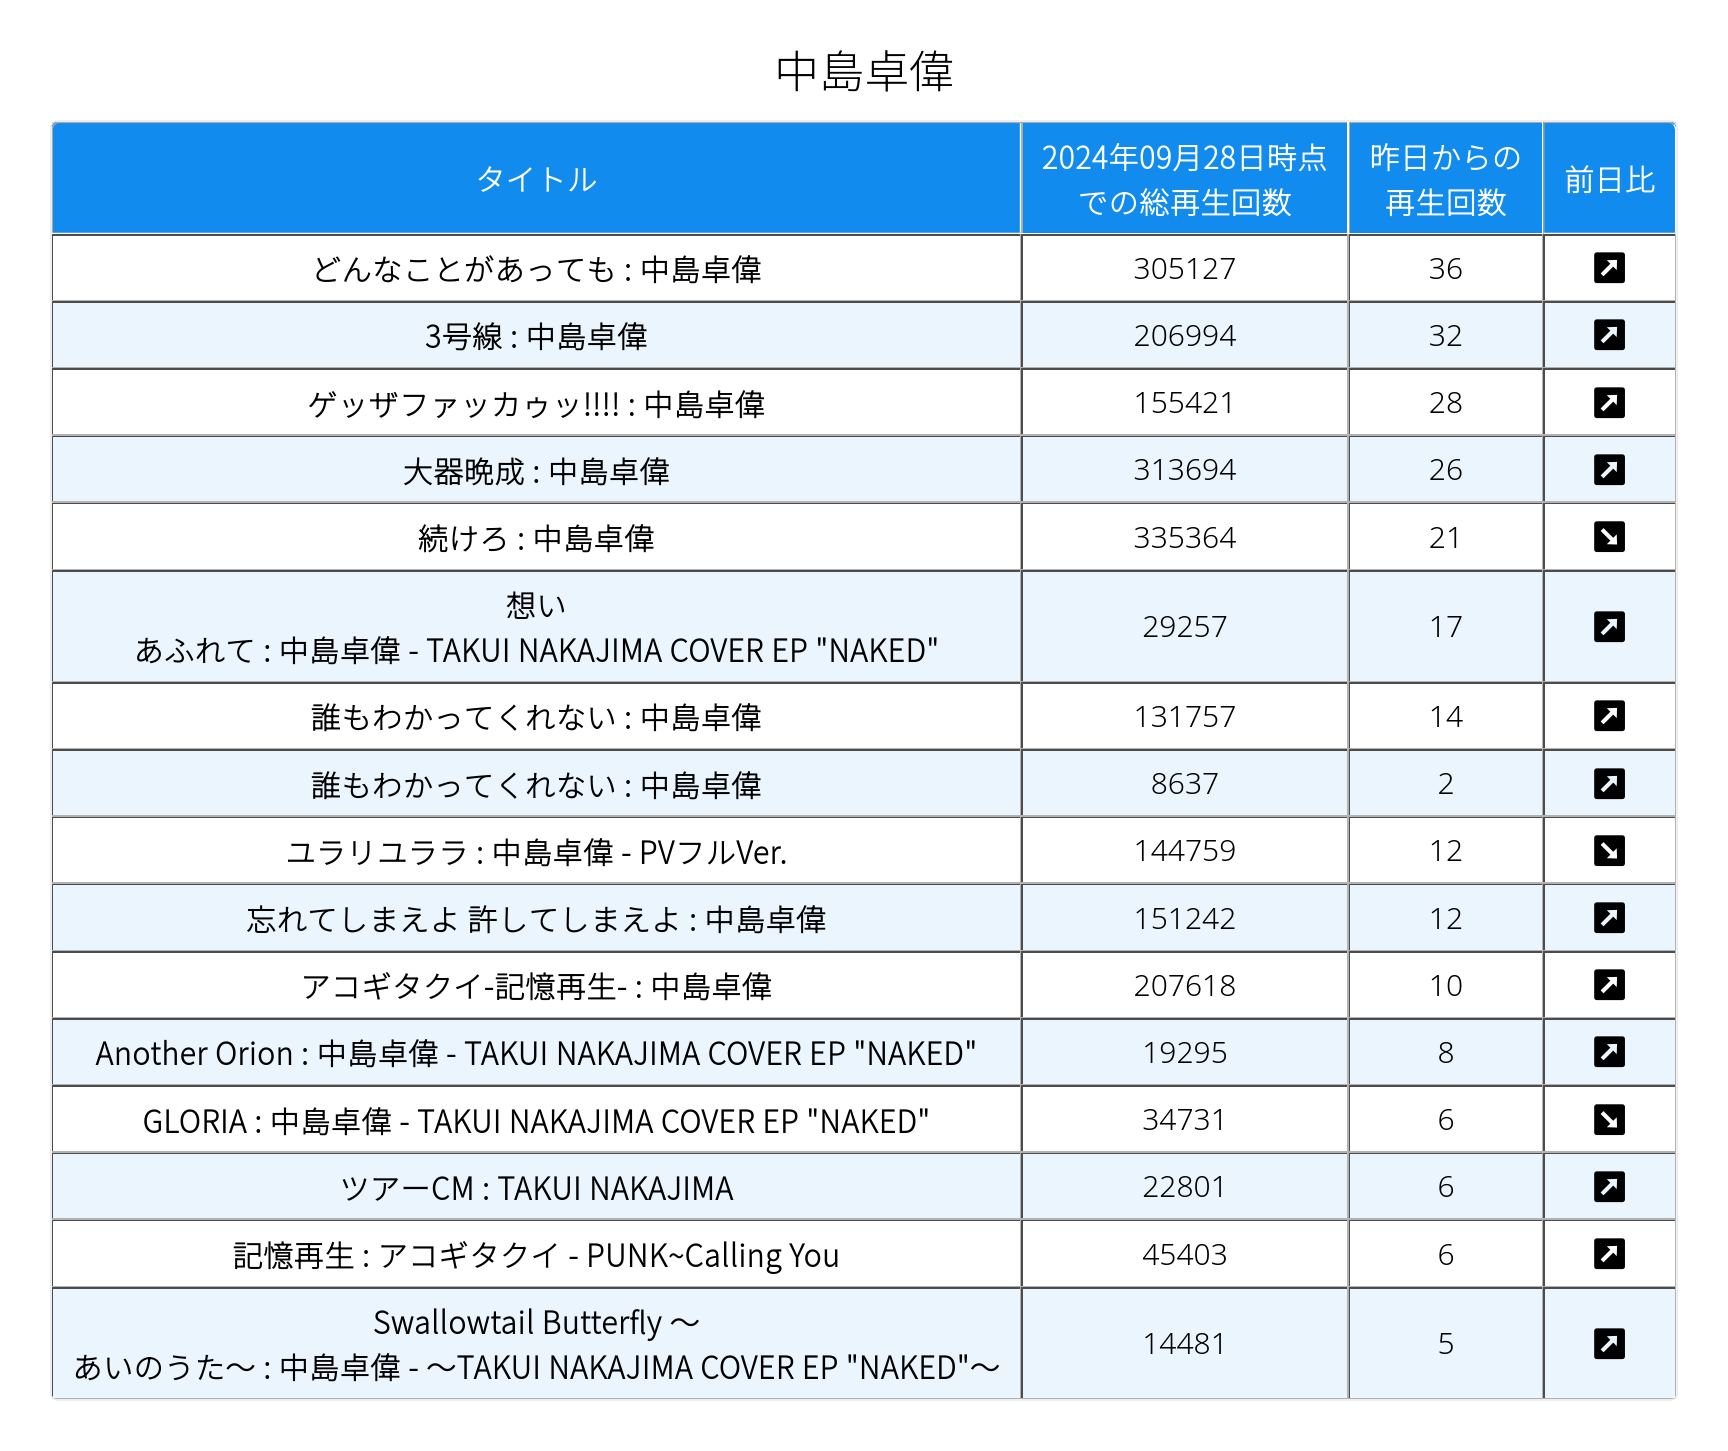 中島卓偉
タイトル
2024年09月28日時点
での総再生回数
昨日からの
再生回数
前日比
どんなことがあっても : 中島卓偉 305127 36
3号線 : 中島卓偉 206994 32
ゲッザファッカゥッ!!!! : 中島卓偉 155421 28
大器晩成 : 中島卓偉 313694 26
続けろ : 中島卓偉 335364 21
想い
あふれて : 中島卓偉 - TAKUI NAKAJIMA COVER EP "NAKED" 29257 17
誰もわかってくれない : 中島卓偉 131757 14
誰もわかってくれない : 中島卓偉 8637 2
ユラリユララ : 中島卓偉 - PVフルVer. 144759 12
忘れてしまえよ 許してしまえよ : 中島卓偉 151242 12
アコギタクイ-記憶再生- : 中島卓偉 207618 10
Another Orion : 中島卓偉 - TAKUI NAKAJIMA COVER EP "NAKED" 19295 8
GLORIA : 中島卓偉 - TAKUI NAKAJIMA COVER EP "NAKED" 34731 6
ツアーCM : TAKUI NAKAJIMA 22801 6
記憶再生 : アコギタクイ - PUNK~Calling You 45403 6
Swallowtail Butterfly ～
あいのうた～ : 中島卓偉 - ～TAKUI NAKAJIMA COVER EP "NAKED"～ 14481 5